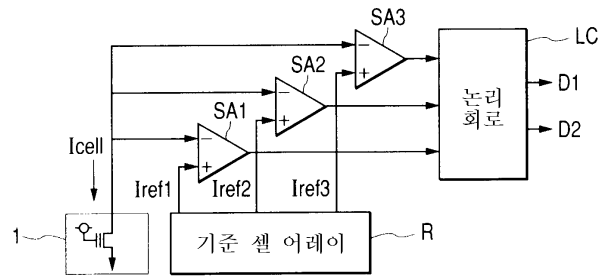 SA3
LC
SA2
SA1
논리
회로
D1
D2
Icell
Iref1
Iref2
Iref3
1
기준 셀 어레이
R